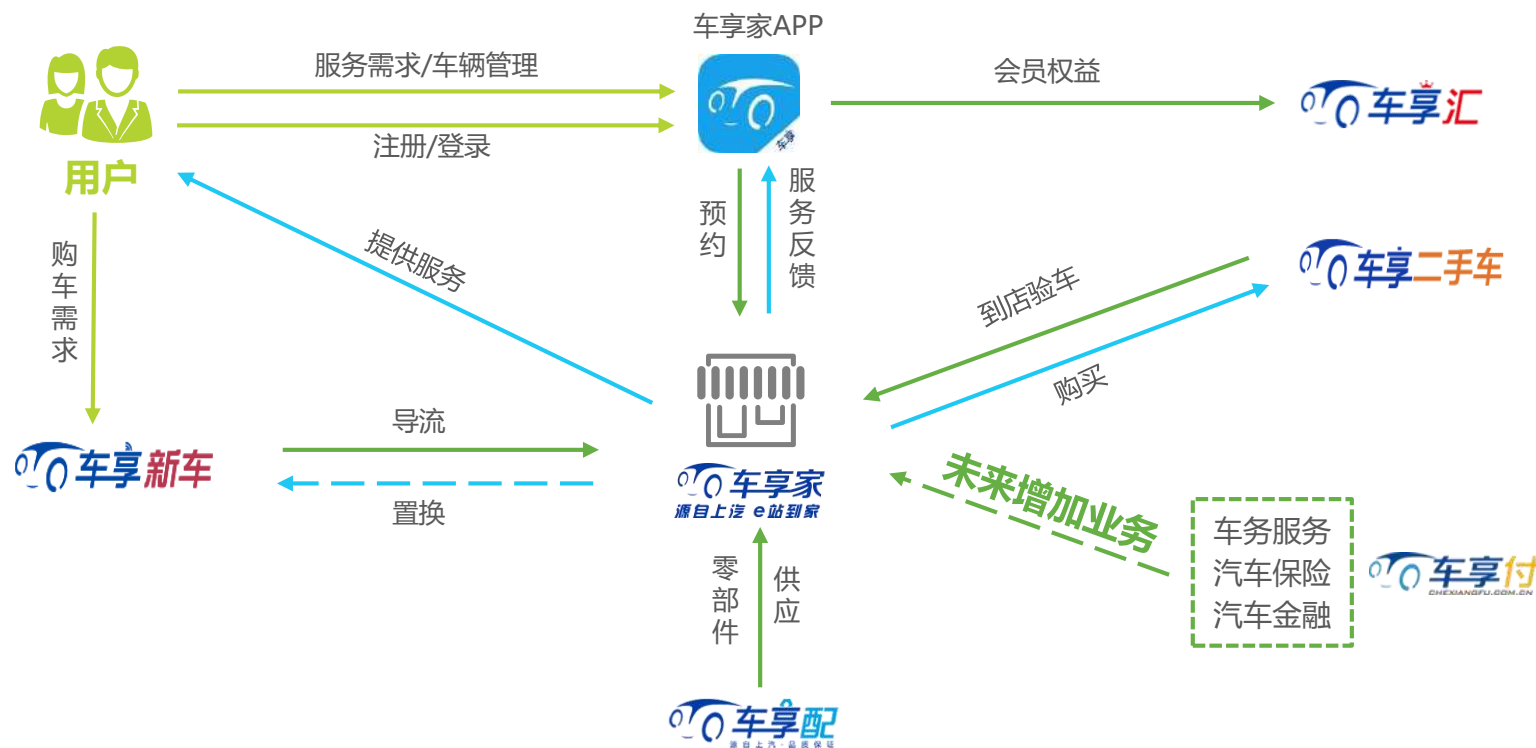 车享家APP
服务需求/车辆管理
会员权益
车享汇
注册/登录
车享
用户
预约
服务反馈
购车需求
提供服务
车享二手车
到店验车
购买
导流
车享新车
置换
车享家
源自上汽 e站到家
未来增加业务
车务服务
汽车保险
汽车金融
车享付
CHEXIANGFU.COM.CN
零部件
供应
车享配
源自上汽·品质保证